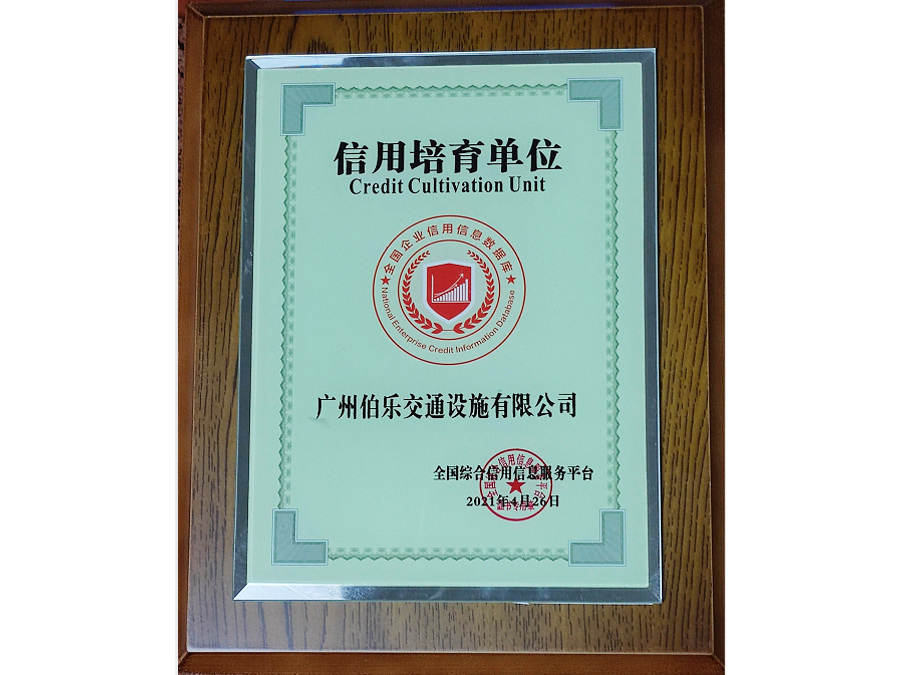 信用培育单位
Credit Cultivation Unit
全国企业信用信息数据库
National Enterprise Credit Information Database
广州伯乐交通设施有限公司
全国综合信用信息服务平台
2021年4月26日